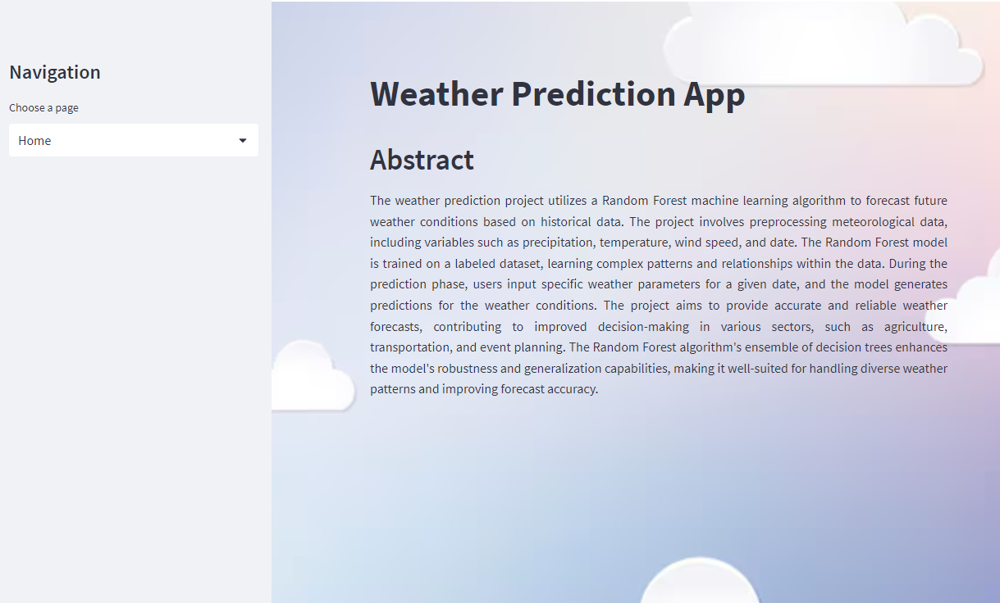 Navigation
Choose a page
Home
Weather Prediction App
Abstract
The weather prediction project utilizes a Random Forest machine learning algorithm to forecast future
weather conditions based on historical data. The project involves preprocessing meteorological data,
including variables such as precipitation, temperature, wind speed, and date. The Random Forest model
is trained on a labeled dataset, learning complex patterns and relationships within the data. During the
prediction phase, users input specific weather parameters for a given date, and the model generates
predictions for the weather conditions. The project aims to provide accurate and reliable weather
forecasts, contributing to improved decision-making in various sectors, such as agriculture,
transportation, and event planning. The Random Forest algorithm's ensemble of decision trees enhances
the model's robustness and generalization capabilities, making it well-suited for handling diverse weather
patterns and improving forecast accuracy.